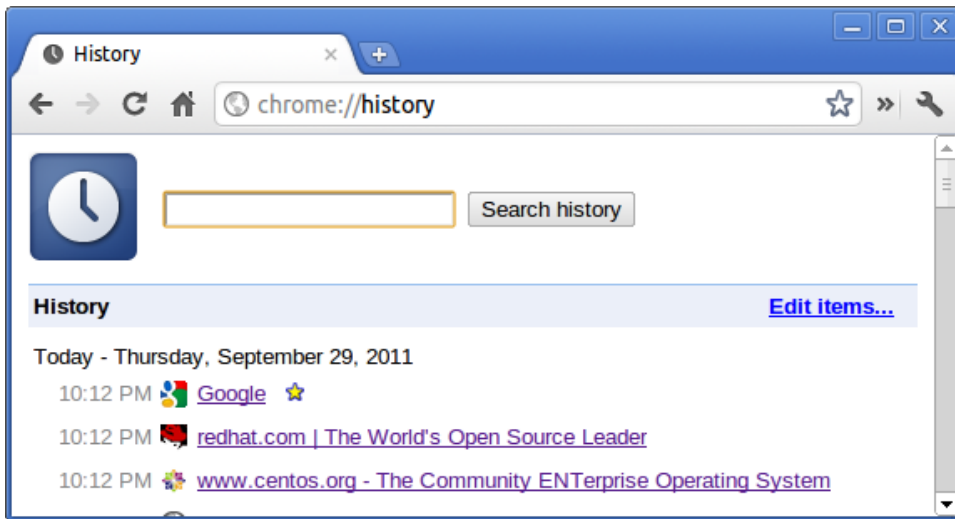 History
chrome://history
Search history
History Edit items...
Today - Thursday, September 29, 2011
10:12 PM Google
10:12 PM redhat.com | The World's Open Source Leader
10:12 PM www.centos.org - The Community ENTerprise Operating System